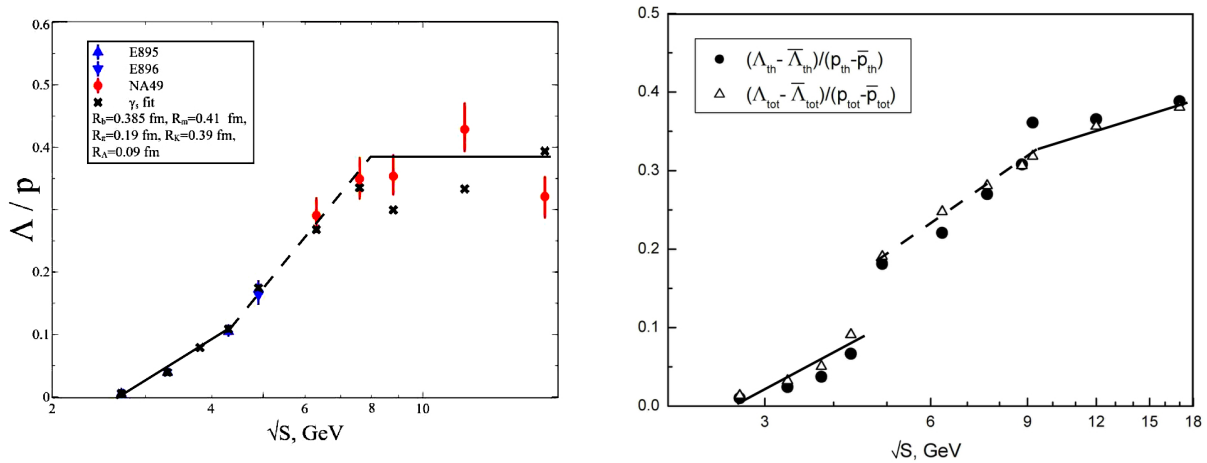 0.6
0.5
0.4
0.2
0.1
0
Λ / p
E895
E896
NA49
γs fit
Rb=0.385 fm, Rm=0.41 fm,
Rπ=0.19 fm, RK=0.39 fm,
RΛ=0.09 fm
2 4 6 8 10
√S, GeV
0.5
0.4
0.3
0.2
0.1
0.0
(Λth- Λ̅th)/(pth-p̅th)
(Λtot- Λ̅tot)/(ptot-p̅tot)
3 6 9 12 15 18
√S, GeV